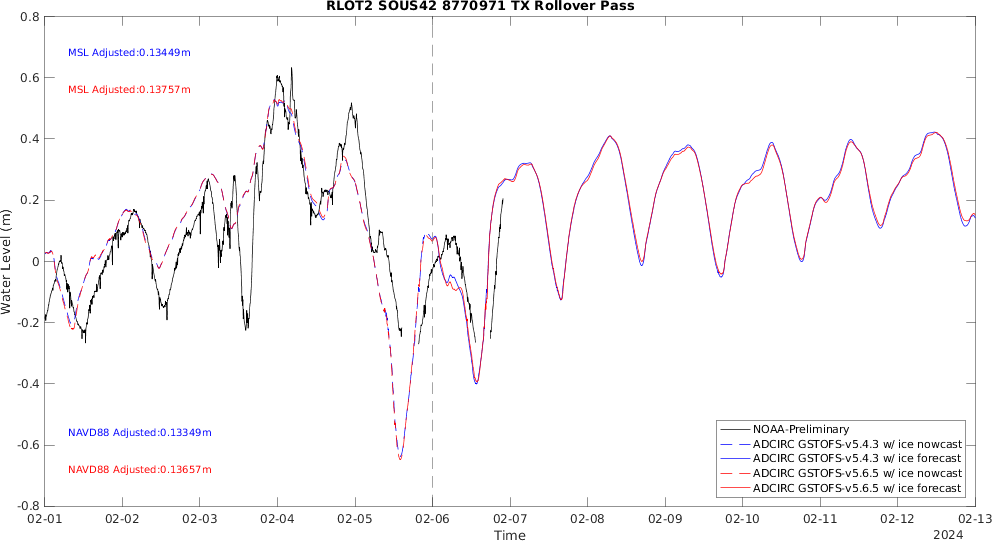 RLOT2 SOUS42 8770971 TX Rollover Pass
0.8
0.6
0.4
0.2
0
-0.2
-0.4
-0.6
-0.8
Water Level (m)
MSL Adjusted:0.13449m
MSL Adjusted:0.13757m
NAVD88 Adjusted:0.13349m
NAVD88 Adjusted:0.13657m
NOAA-Preliminary
ADCIRC GSTOFS-v5.4.3 w/ ice nowcast
ADCIRC GSTOFS-v5.4.3 w/ ice forecast
ADCIRC GSTOFS-v5.6.5 w/ ice nowcast
ADCIRC GSTOFS-v5.6.5 w/ ice forecast
02-01 02-02 02-03 02-04 02-05 02-06 02-07 02-08 02-09 02-10 02-11 02-12 02-13
Time
2024